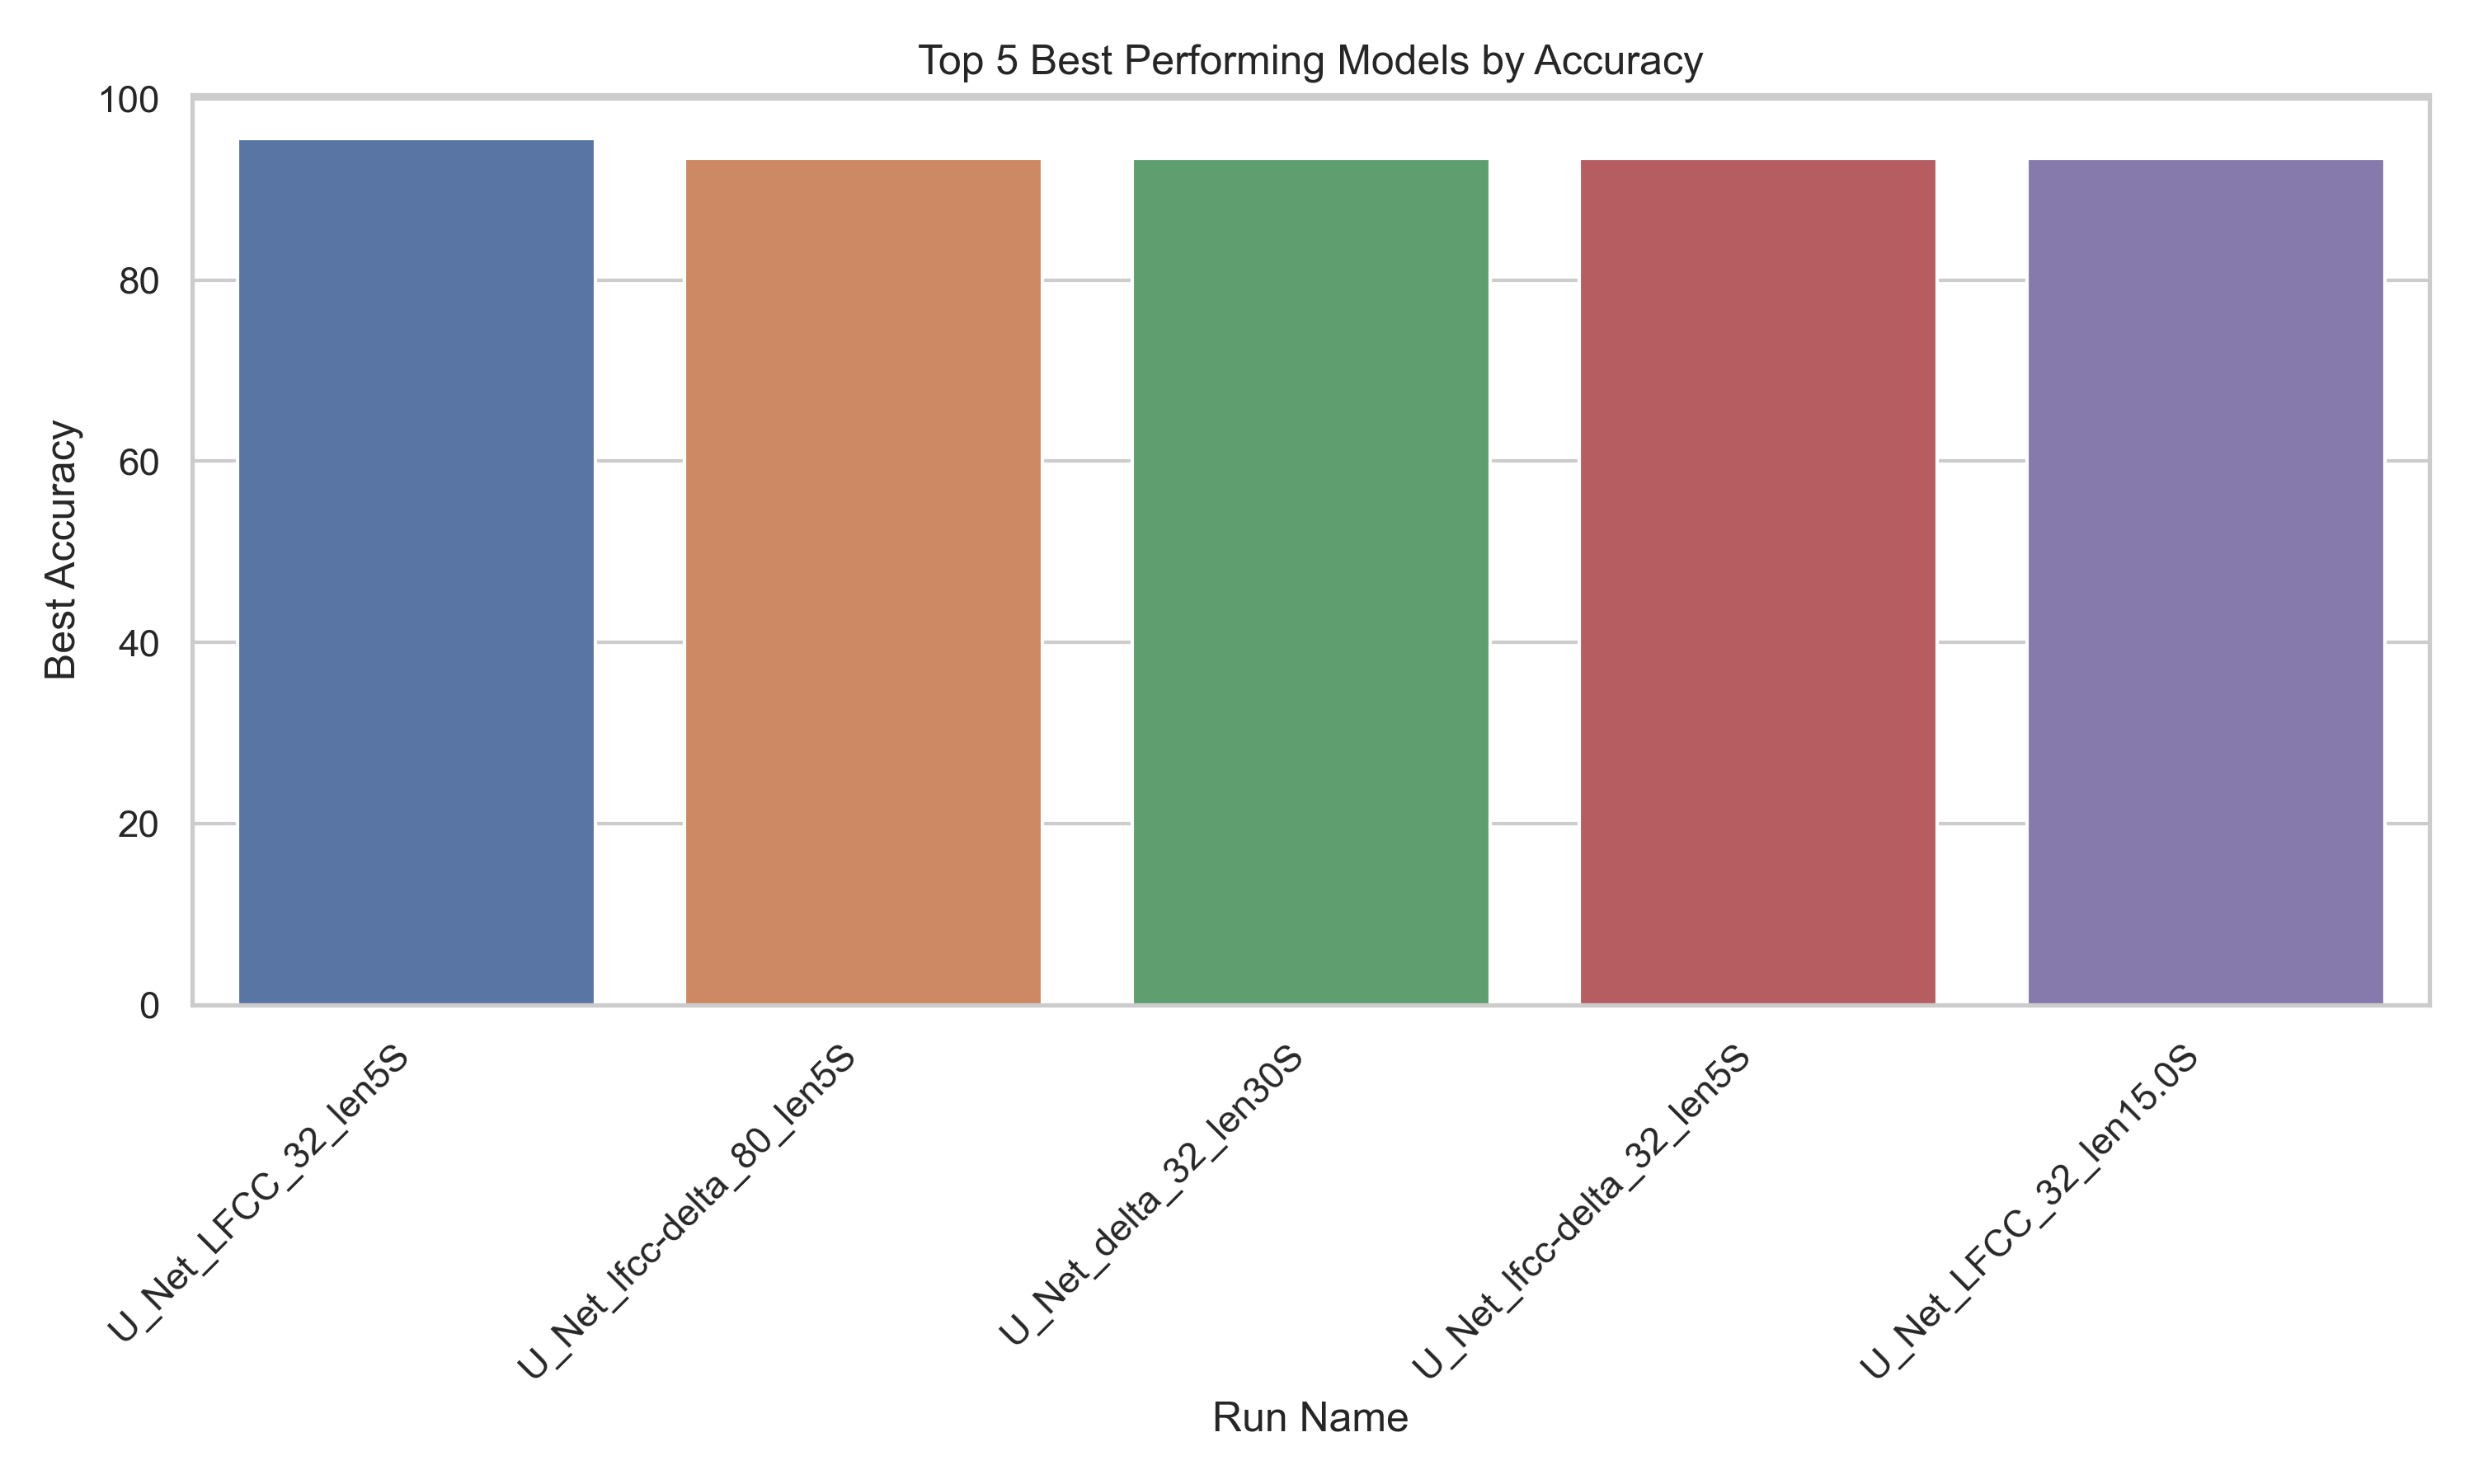 Top 5 Best Performing Models by Accuracy
100
80
60
40
20
0
Best Accuracy
U_Net_LFCC_32_len5S
U_Net_lfcc-delta_80_len5S
U_Net_delta_32_len30S
U_Net_lfcc-delta_32_len5S
U_Net_LFCC_32_len15.0S
Run Name